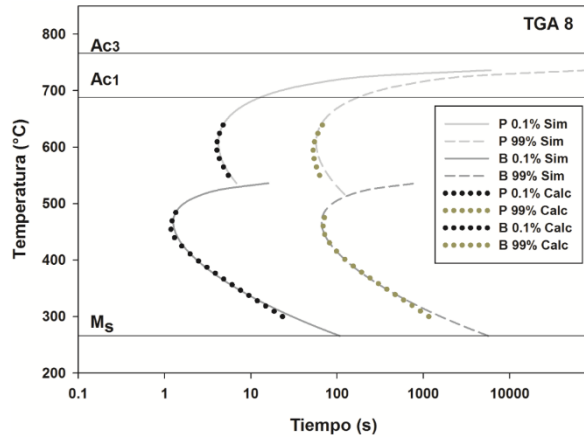 TGA 8
800
Ac3
Ac1
700
600
500
400
300
Ms
200
Temperatura (°C)
P 0.1% Sim
P 99% Sim
B 0.1% Sim
B 99% Sim
P 0.1% Calc
P 99% Calc
B 0.1% Calc
B 99% Calc
0.1 1 10 100 1000 10000
Tiempo (s)